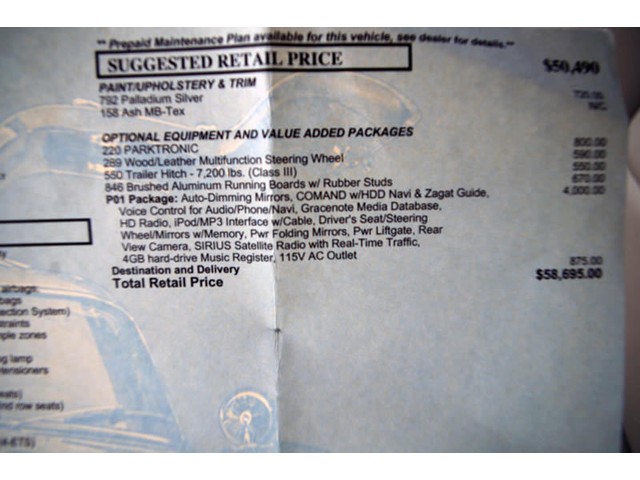 ** Prepaid Maintenance Plan available for this vehicle, see dealer for details.**
SUGGESTED RETAIL PRICE $50,490
PAINT/UPHOLSTERY & TRIM
792 Palladium Silver 720.00
158 Ash MB-Tex N/C
OPTIONAL EQUIPMENT AND VALUE ADDED PACKAGES
220 PARKTRONIC 800.00
289 Wood/Leather Multifunction Steering Wheel 590.00
550 Trailer Hitch - 7,200 lbs. (Class III) 550.00
846 Brushed Aluminum Running Boards w/ Rubber Studs 670.00
P01 Package: Auto-Dimming Mirrors, COMAND w/HDD Navi & Zagat Guide, 4,000.00
Voice Control for Audio/Phone/Navi, Gracenote Media Database,
HD Radio, iPod/MP3 Interface w/Cable, Driver's Seat/Steering
Wheel/Mirrors w/Memory, Pwr Folding Mirrors, Pwr Liftgate, Rear
View Camera, SIRIUS Satellite Radio with Real-Time Traffic,
4GB hard-drive Music Register, 115V AC Outlet
Destination and Delivery 875.00
Total Retail Price $58,695.00
airbags:
bags
ection System)
straints
mple zones
g lamp
tensioners
eats)
nd row seats)
4-ETS)